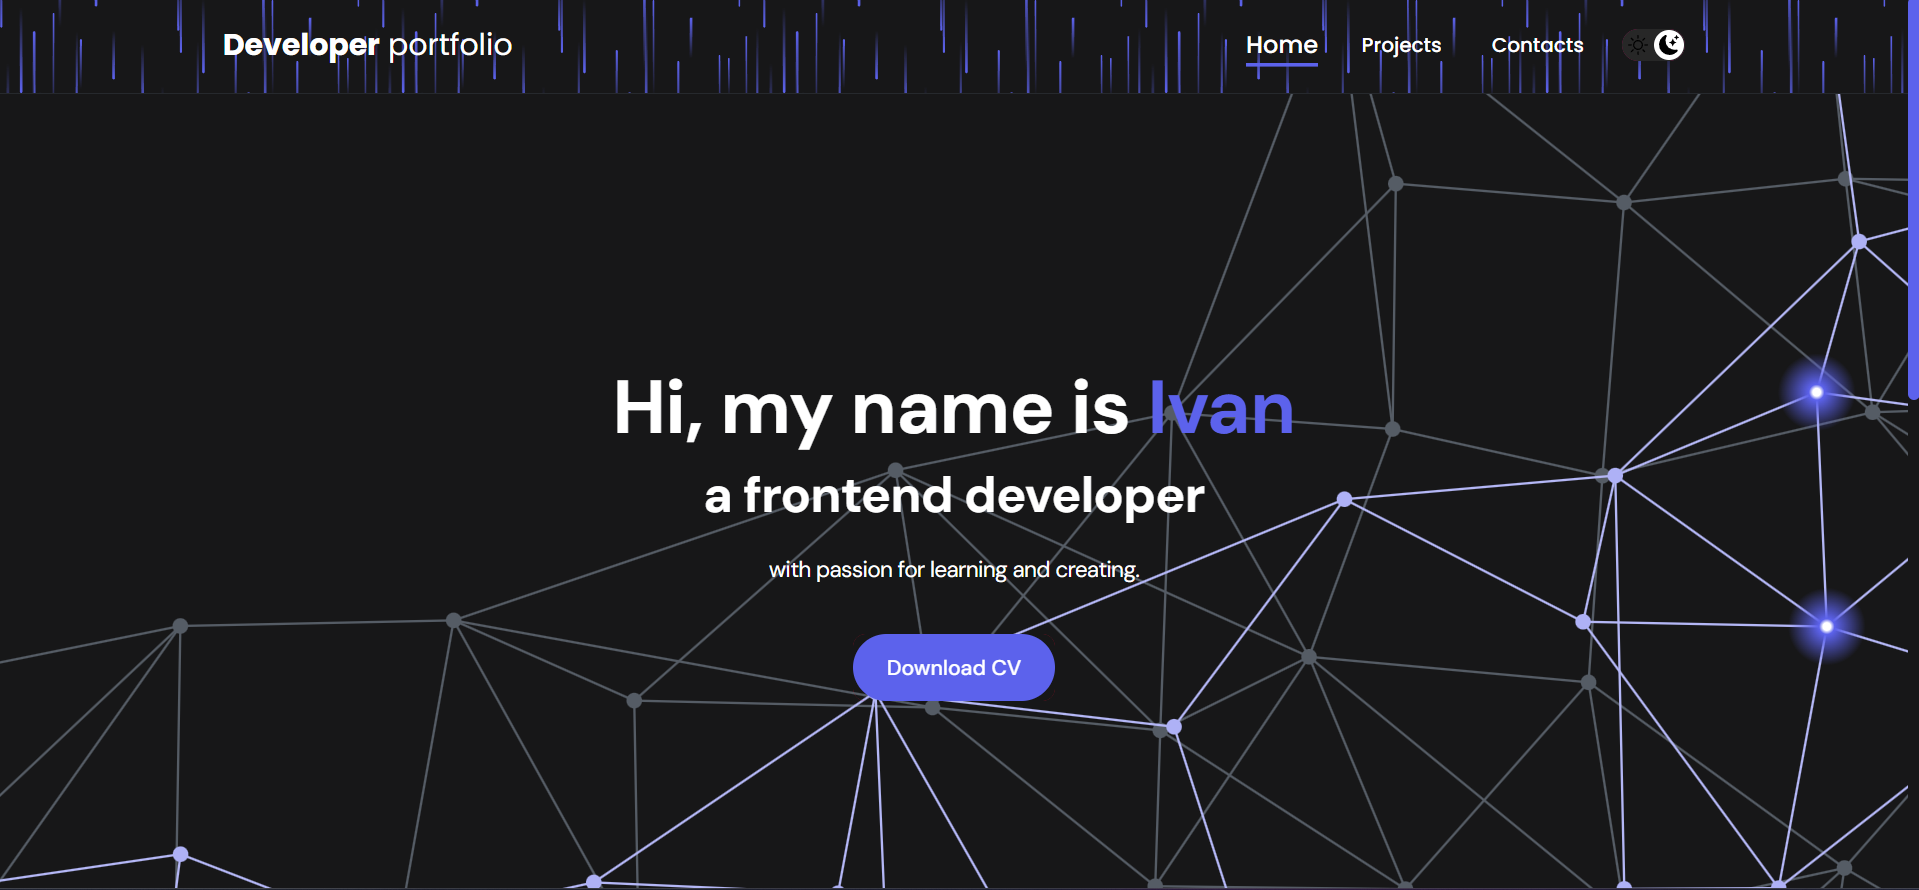 Developer portfolio
Home Projects Contacts
Hi, my name is Ivan
a frontend developer
with passion for learning and creating.
Download CV